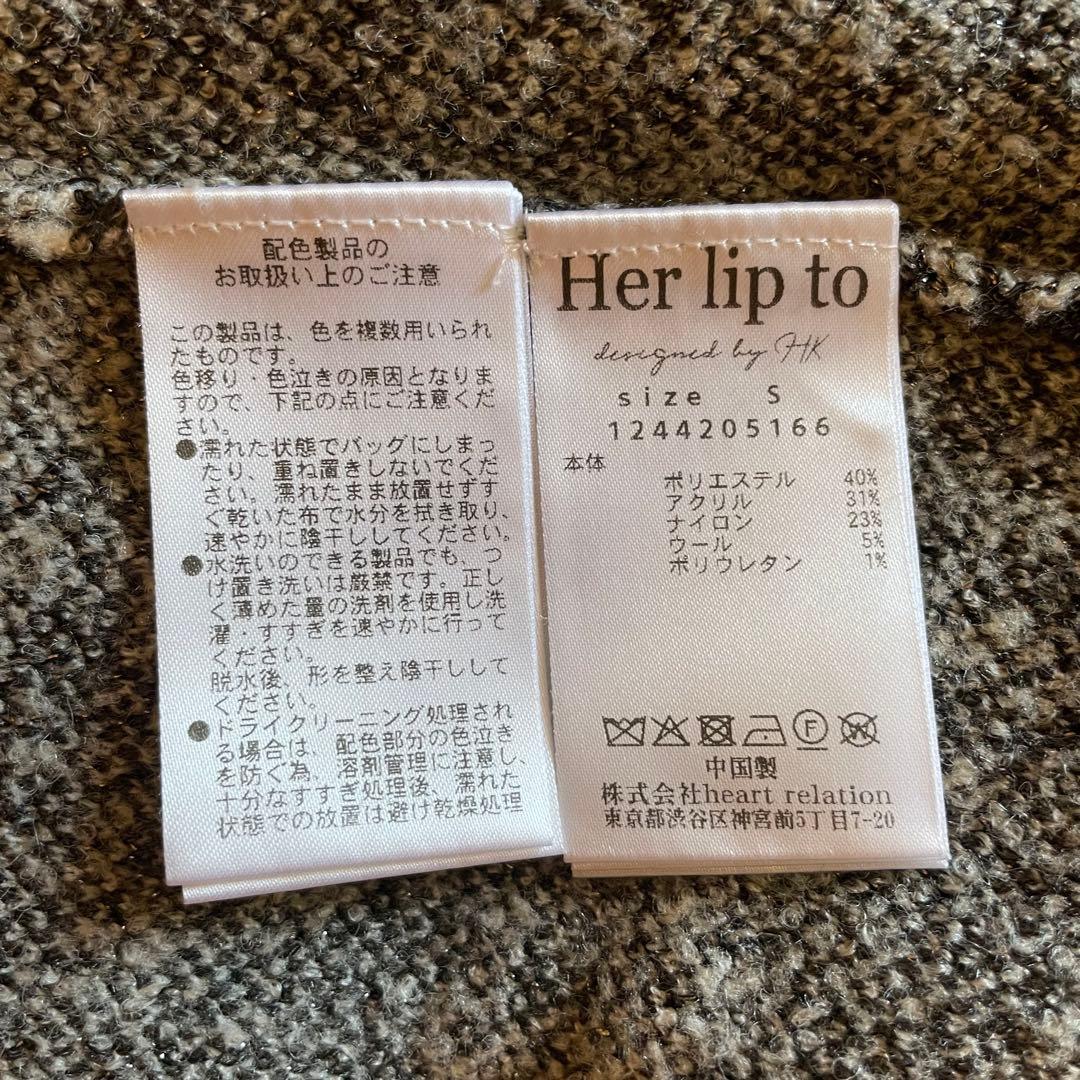 配色製品の
お取扱い上のご注意
この製品は、色を複数用いられ
たものです。
色移り・色泣きの原因となりま
すので、下記の点にご注意くだ
さい。
●濡れた状態でバッグにしまっ
たり、重ね置きしないでくだ
さい。濡れたまま放置せずす
ぐ乾いた布で水分を拭き取り、
速やかに陰干ししてください。
●水洗いのできる製品でも、つ
け置き洗いは厳禁です。正し
く薄めた量の洗剤を使用し洗
濯・すすぎを速やかに行って
ください。
脱水後、形を整え陰干しして
ください。
●ドライクリーニング処理され
る場合は、配色部分の色泣き
を防ぐ為、溶剤管理に注意し、
十分なすすぎ処理後、濡れた
状態での放置は避け乾燥処理
Her lip to
designed by HK
size S
1244205166
本体
ポリエステル 40%
アクリル 31%
ナイロン 23%
ウール 5%
ポリウレタン 1%
F W
中国製
株式会社heart relation
東京都渋谷区神宮前5丁目7-20